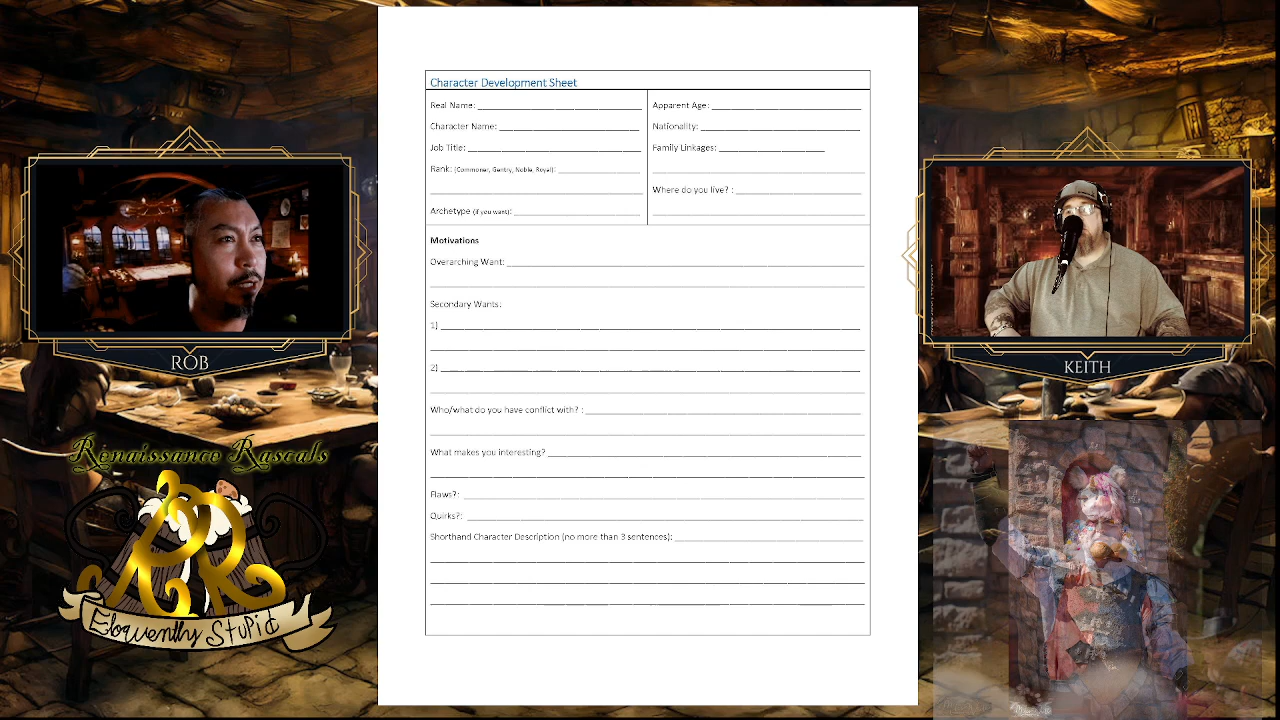 Character Development Sheet
Real Name:
Character Name:
Job Title:
Rank: (Commoner, Gentry, Noble, Royal):
Archetype (if you want):
Apparent Age:
Nationality:
Family Linkages:
Where do you live? :
Motivations
Overarching Want:
Secondary Wants:
1)
2)
Who/what do you have conflict with? :
What makes you interesting?
Flaws?:
Quirks?:
Shorthand Character Description (no more than 3 sentences):
ROB
KEITH
Renaissance Rascals
RR
Eloquently Stupid